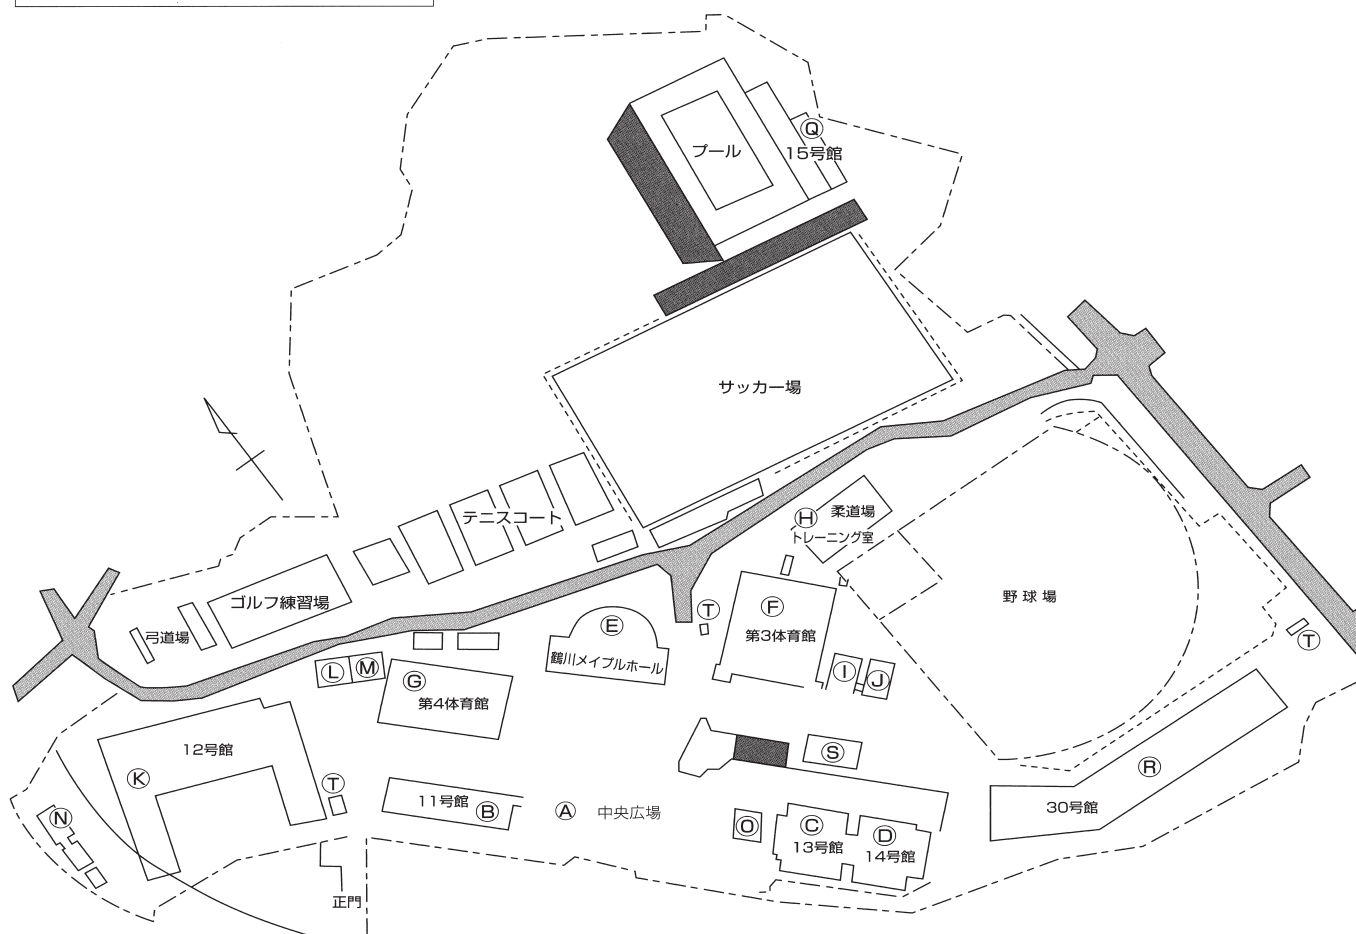 Ⓠ
プール
15号館
サッカー場
テニスコート
Ⓗ 柔道場
トレーニング室
ゴルフ練習場
弓道場
野球場
Ⓔ
鶴川メイプルホール
Ⓣ
Ⓕ
第3体育館
Ⓣ
Ⓛ Ⓜ
Ⓖ
第4体育館
Ⓘ Ⓙ
12号館
Ⓚ
Ⓣ
Ⓢ
Ⓡ
30号館
11号館 Ⓑ
Ⓐ 中央広場
Ⓝ
Ⓞ
Ⓒ
13号館
Ⓓ
14号館
正門